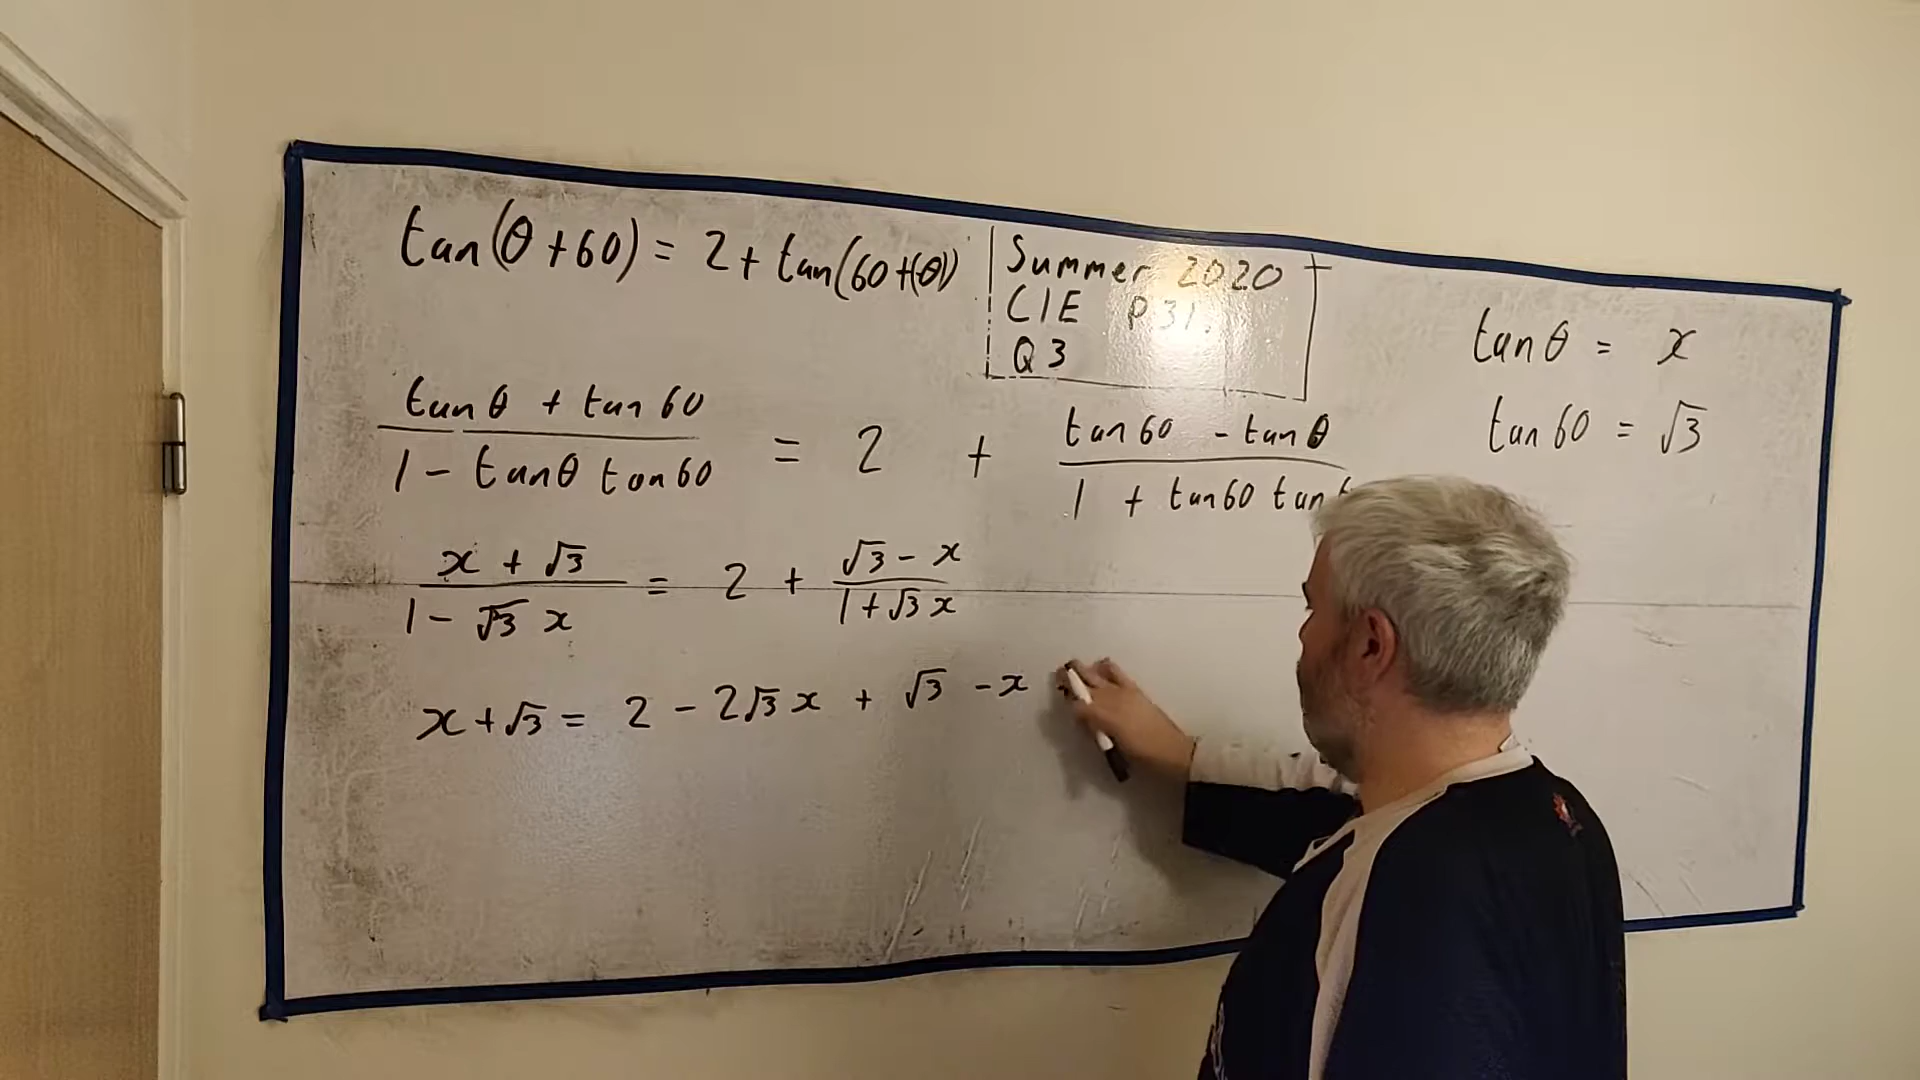 tan(θ+60) = 2 + tan(60+(-θ))
Summer 2020
CIE P31.
Q3
tanθ = x
tan60 = √3
tanθ + tan60 / 1 - tanθ tan60 = 2 + tan60 - tanθ / 1 + tan60 tan
x + √3 / 1 - √3 x = 2 + √3 - x / 1 + √3 x
x + √3 = 2 - 2√3 x + √3 - x